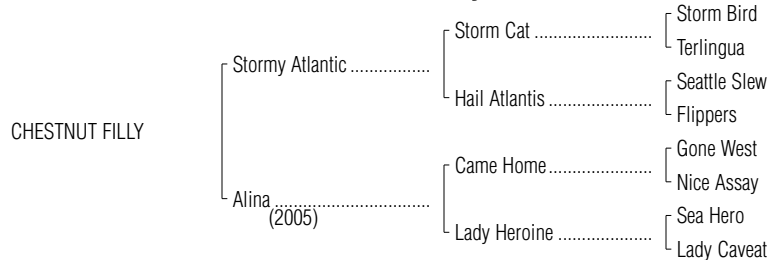 Storm Bird
Storm Cat ........................
Terlingua
Stormy Atlantic .................
Seattle Slew
Hail Atlantis .....................
Flippers
CHESTNUT FILLY
Gone West
Came Home .....................
Nice Assay
Alina ................................
(2005)
Sea Hero
Lady Heroine ...................
Lady Caveat